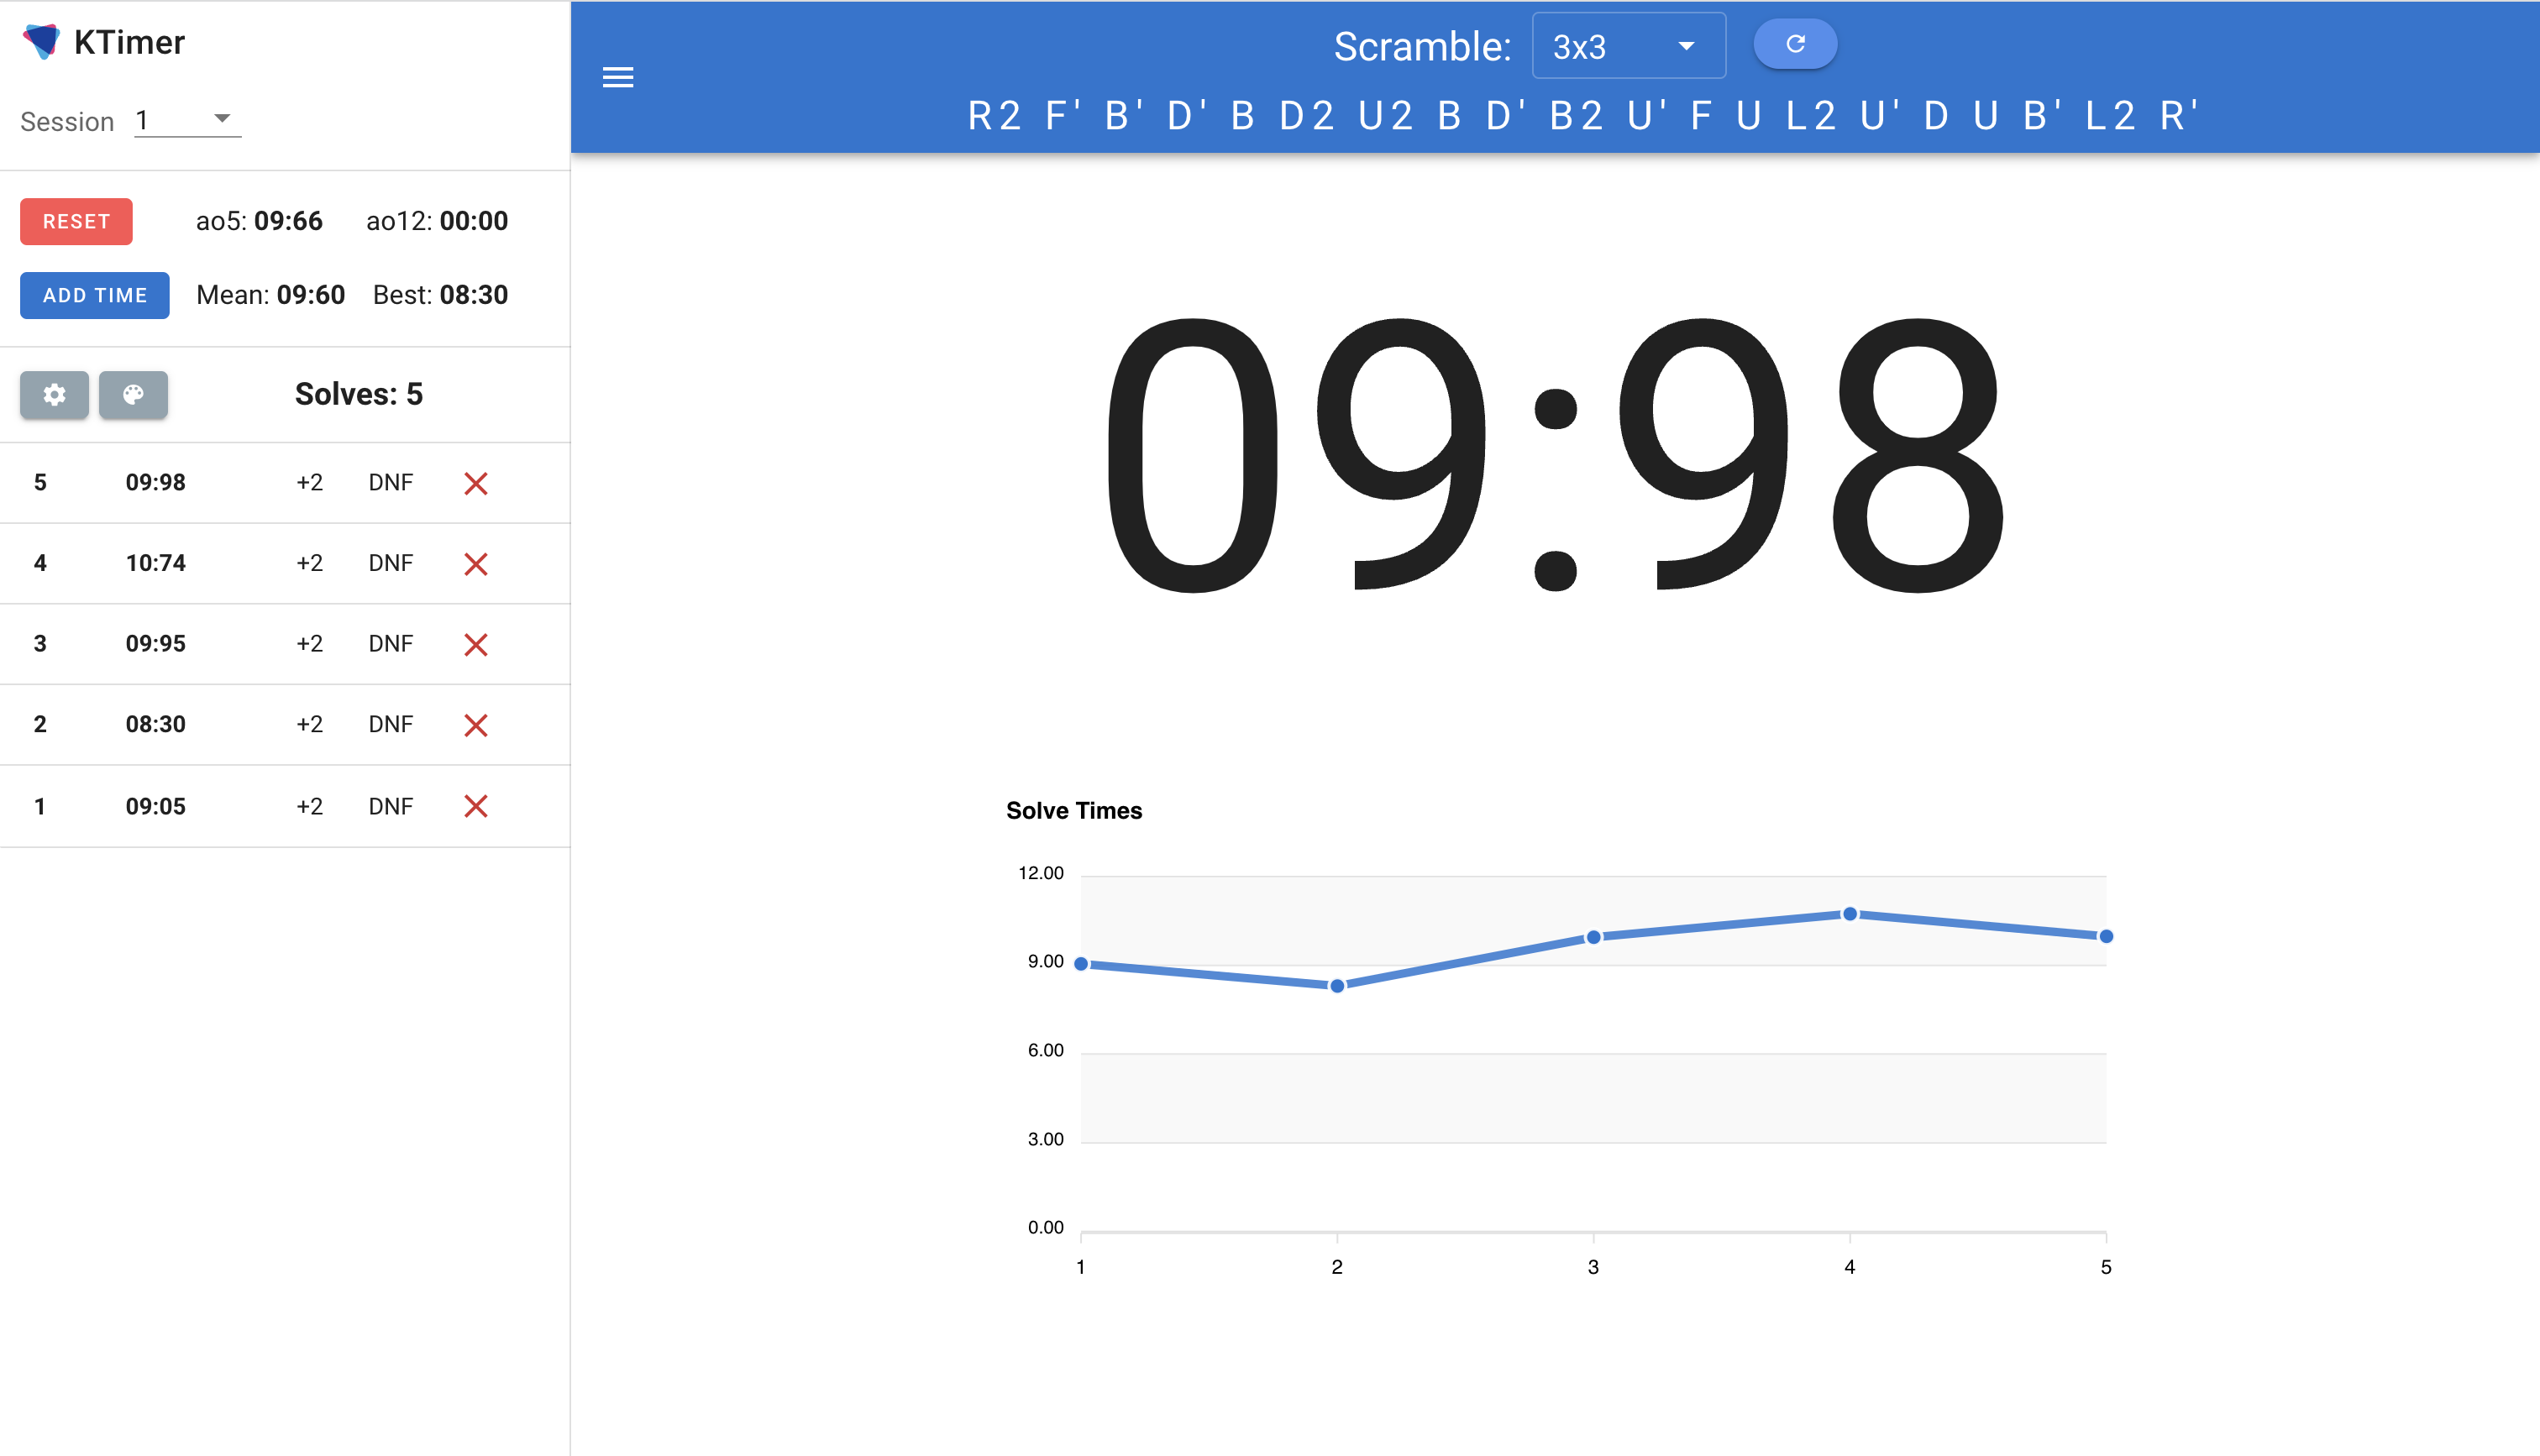 KTimer
Session 1
RESET ao5: 09:66 ao12: 00:00
ADD TIME Mean: 09:60 Best: 08:30
Solves: 5
5 09:98 +2 DNF
4 10:74 +2 DNF
3 09:95 +2 DNF
2 08:30 +2 DNF
1 09:05 +2 DNF
Scramble: 3x3
R2 F' B' D' B D2 U2 B D' B2 U' F U L2 U' D U B' L2 R'
09:98
Solve Times
12.00
9.00
6.00
3.00
0.00
1 2 3 4 5